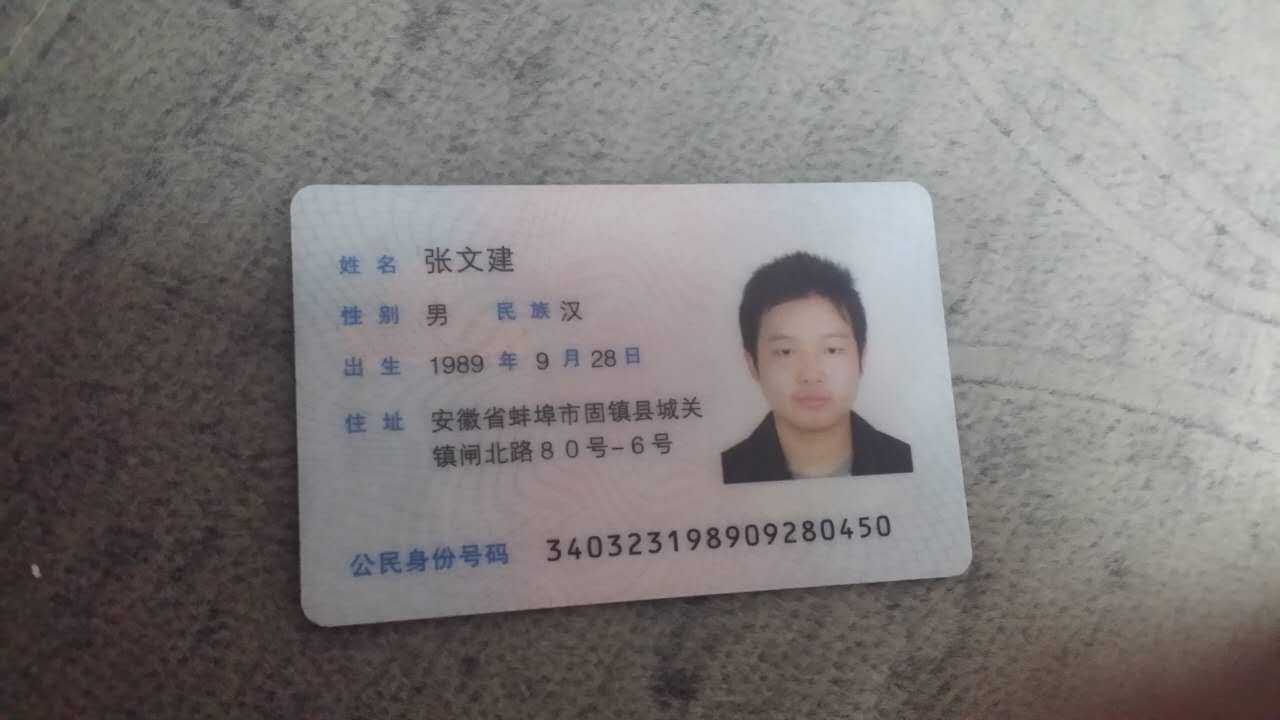 姓名 张文建
性别 男 民族 汉
出生 1989 年 9 月 28 日
住址 安徽省蚌埠市固镇县城关
镇闸北路80号-6号
公民身份号码 340323198909280450